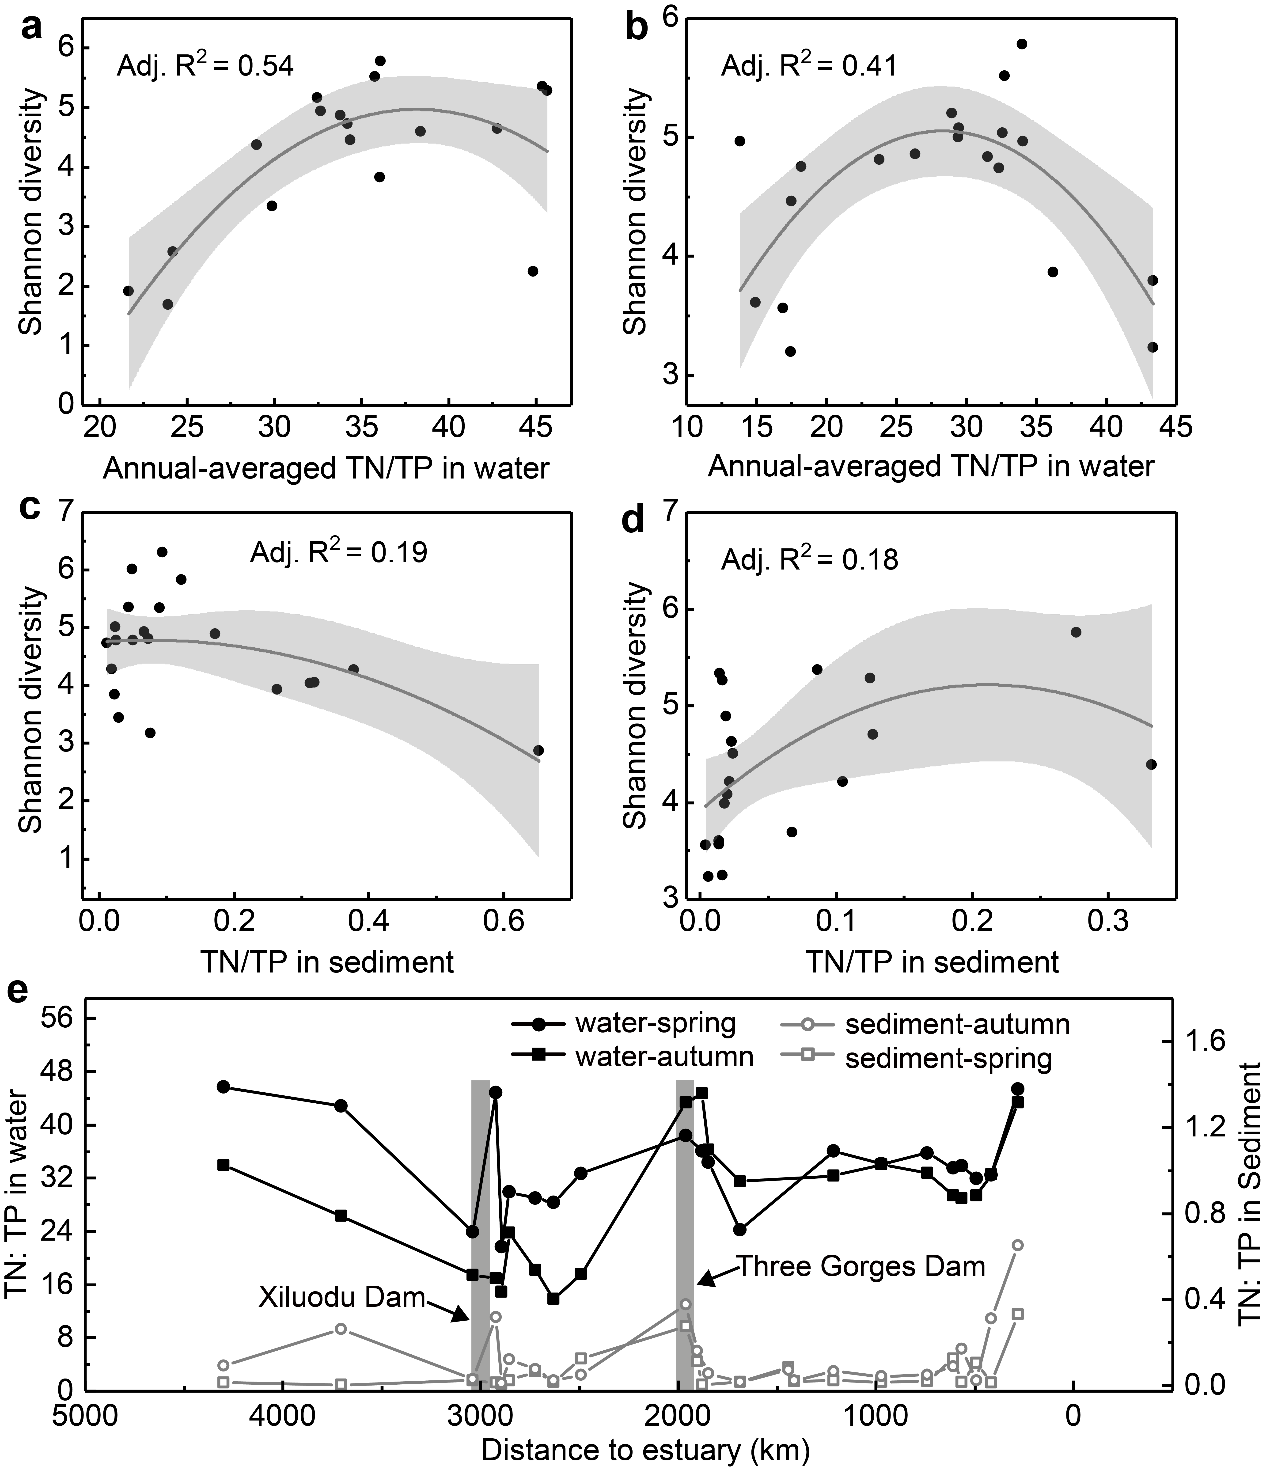 a
Adj. R² = 0.54
Shannon diversity
6
5
4
3
2
1
0
20 25 30 35 40 45
Annual-averaged TN/TP in water
b
Adj. R² = 0.41
Shannon diversity
6
5
4
3
10 15 20 25 30 35 40 45
Annual-averaged TN/TP in water
c
Adj. R² = 0.19
Shannon diversity
7
6
5
4
3
2
1
0.0 0.2 0.4 0.6
TN/TP in sediment
d
Adj. R² = 0.18
Shannon diversity
7
6
5
4
3
0.0 0.1 0.2 0.3
TN/TP in sediment
e
water-spring
water-autumn
sediment-autumn
sediment-spring
TN: TP in water
56
48
40
32
24
16
8
0
Xiluodu Dam
Three Gorges Dam
TN: TP in Sediment
1.6
1.2
0.8
0.4
0.0
5000 4000 3000 2000 1000 0
Distance to estuary (km)